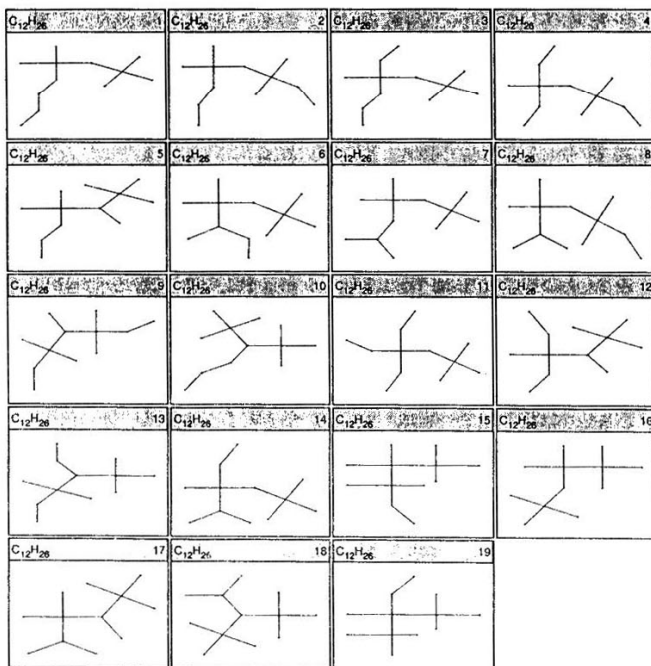 C₁₂H₂₆ 1 C₁₂H₂₆ 2 C₁₂H₂₆ 3 C₁₂H₂₆ 4
C₁₂H₂₆ 5 C₁₂H₂₆ 6 C₁₂H₂₆ 7 C₁₂H₂₆ 8
C₁₂H₂₆ 9 C₁₂H₂₆ 10 C₁₂H₂₆ 11 C₁₂H₂₆ 12
C₁₂H₂₆ 13 C₁₂H₂₆ 14 C₁₂H₂₆ 15 C₁₂H₂₆ 16
C₁₂H₂₆ 17 C₁₂H₂₆ 18 C₁₂H₂₆ 19